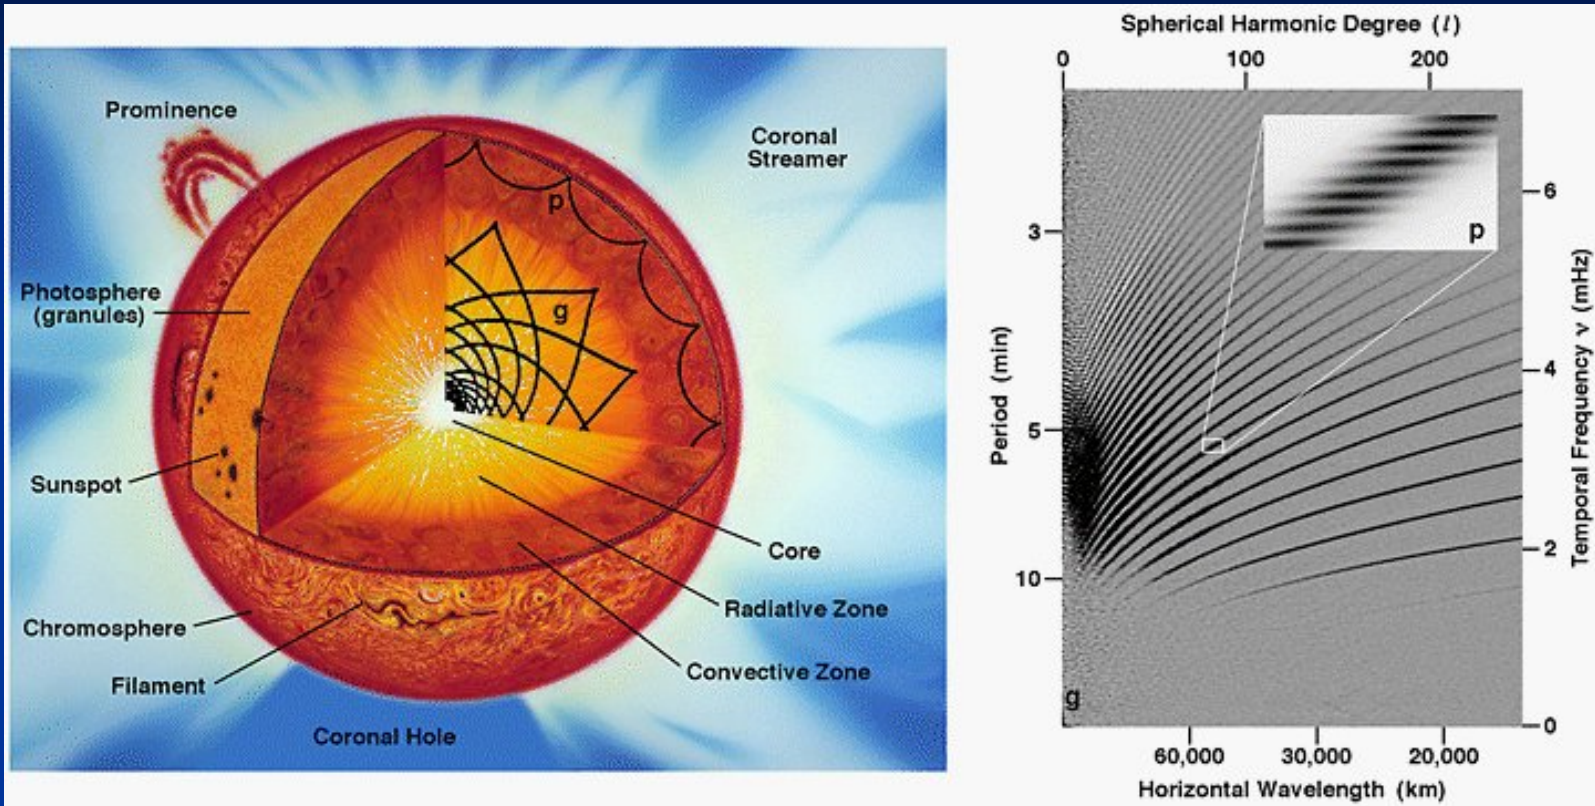 Prominence
Coronal
Streamer
p
Photosphere
(granules)
g
Sunspot
Core
Radiative Zone
Chromosphere
Convective Zone
Filament
Coronal Hole
Spherical Harmonic Degree (l)
0
100
200
6
3
p
Period (min)
Temporal Frequency ν (mHz)
4
5
2
10
g
0
60,000
30,000
20,000
Horizontal Wavelength (km)